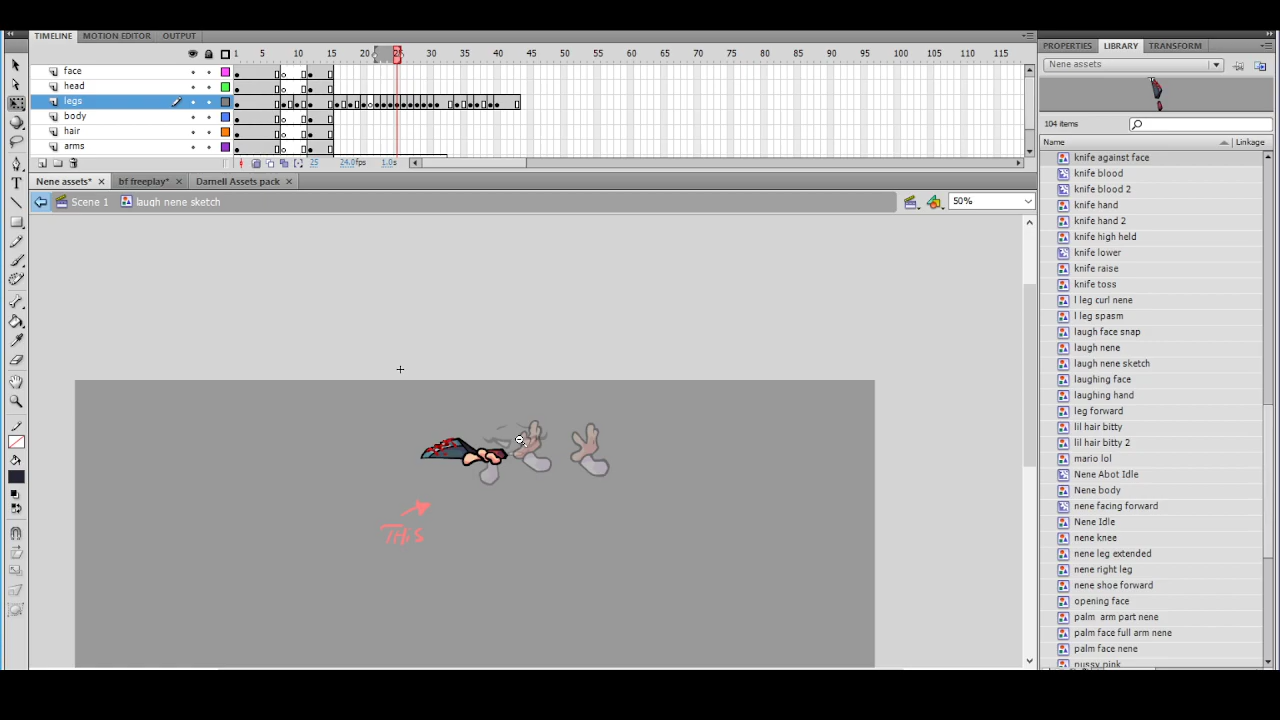 TIMELINE MOTION EDITOR OUTPUT
1 5 10 15 20 25 30 35 40 45 50 55 60 65 70 75 80 85 90 95 100 105 110 115
face
head
legs
body
hair
arms
25 24.0fps 1.0s
Nene assets* bf freeplay* Darnell Assets pack
Scene 1 laugh nene sketch 50%
THIS
PROPERTIES LIBRARY TRANSFORM
Nene assets
104 items
Name Linkage
knife against face
knife blood
knife blood 2
knife hand
knife hand 2
knife high held
knife lower
knife raise
knife toss
l leg curl nene
l leg spasm
laugh face snap
laugh nene
laugh nene sketch
laughing face
laughing hand
leg forward
lil hair bitty
lil hair bitty 2
mario lol
Nene Abot Idle
Nene body
nene facing forward
Nene Idle
nene knee
nene leg extended
nene right leg
nene shoe forward
opening face
palm arm part nene
palm face full arm nene
palm face nene
pussy pink